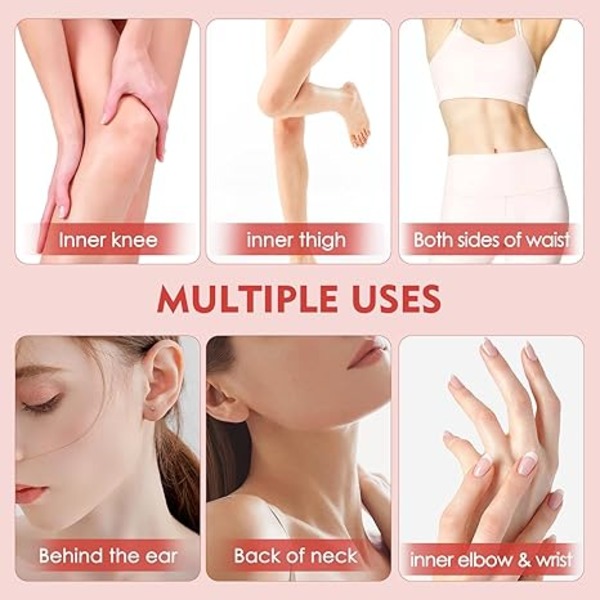 Inner knee
inner thigh
Both sides of waist
MULTIPLE USES
Behind the ear
Back of neck
inner elbow & wrist